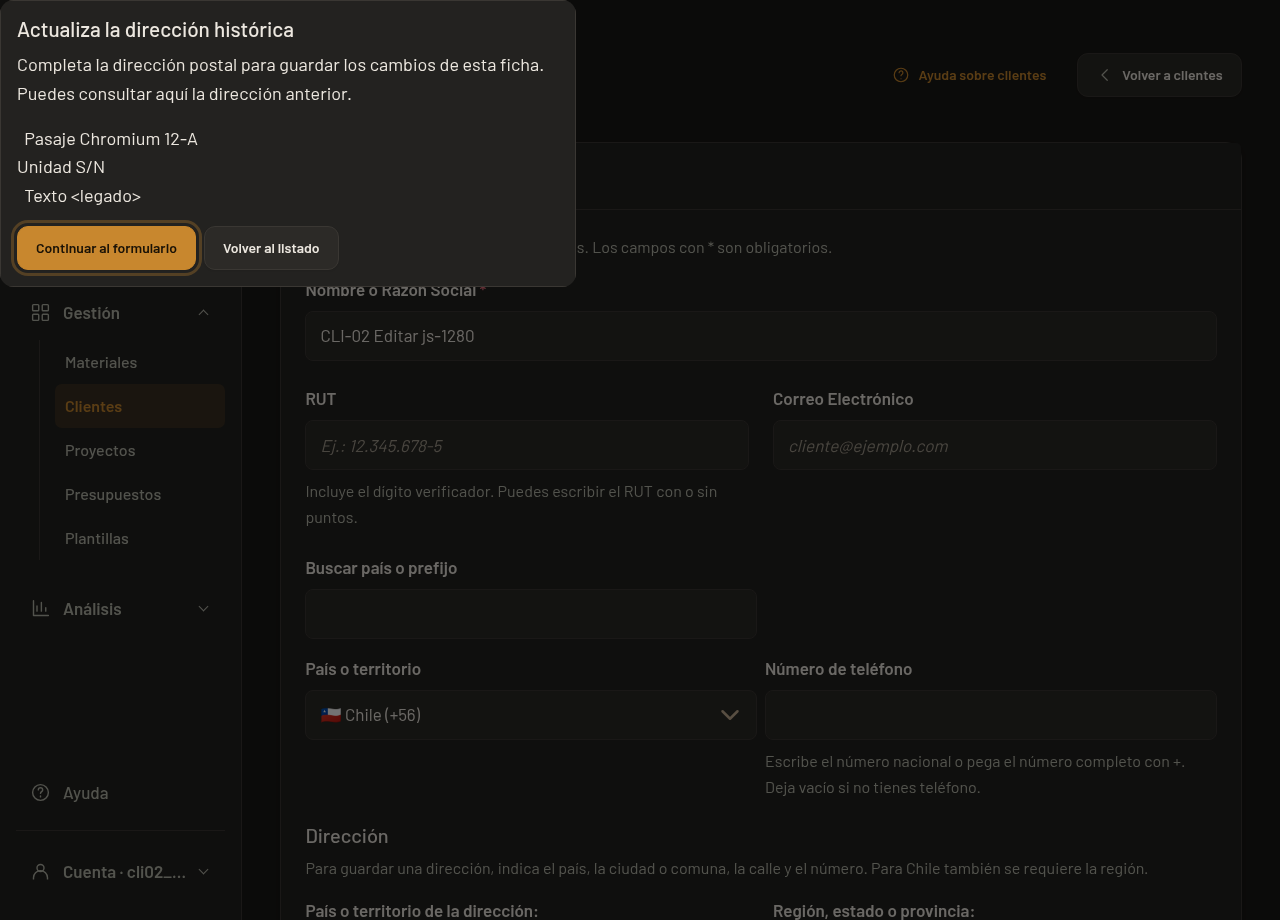 Actualiza la dirección histórica
Completa la dirección postal para guardar los cambios de esta ficha.
Puedes consultar aquí la dirección anterior.
Pasaje Chromium 12-A
Unidad S/N
Texto <legado>
Continuar al formulario
Volver al listado
Ayuda sobre clientes
Volver a clientes
s. Los campos con * son obligatorios.
Gestión
Materiales
Clientes
Proyectos
Presupuestos
Plantillas
Análisis
Ayuda
Cuenta · cli02_...
Nombre o Razón Social *
CLI-02 Editar js-1280
RUT
Correo Electrónico
Ej.: 12.345.678-5
cliente@ejemplo.com
Incluye el dígito verificador. Puedes escribir el RUT con o sin
puntos.
Buscar país o prefijo
País o territorio
Número de teléfono
Chile (+56)
Escribe el número nacional o pega el número completo con +.
Deja vacío si no tienes teléfono.
Dirección
Para guardar una dirección, indica el país, la ciudad o comuna, la calle y el número. Para Chile también se requiere la región.
País o territorio de la dirección:
Región, estado o provincia: